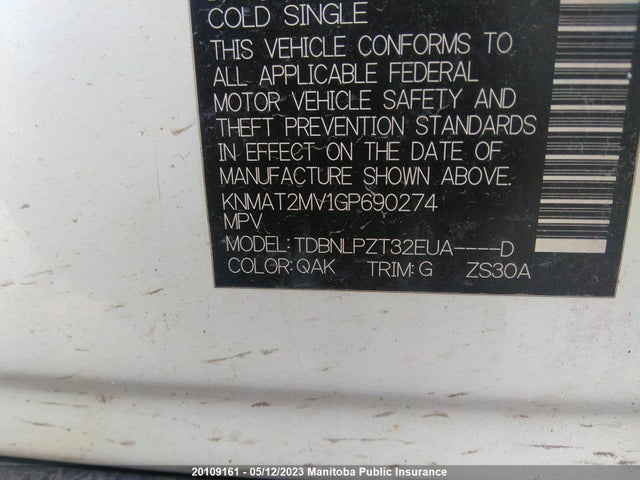 COLD SINGLE
THIS VEHICLE CONFORMS TO
ALL APPLICABLE FEDERAL
MOTOR VEHICLE SAFETY AND
THEFT PREVENTION STANDARDS
IN EFFECT ON THE DATE OF
MANUFACTURE SHOWN ABOVE.
KNMAT2MV1GP690274
MPV
MODEL: TDBNLPZT32EUA----D
COLOR: QAK TRIM: G ZS30A
20109161 - 05/12/2023 Manitoba Public Insurance